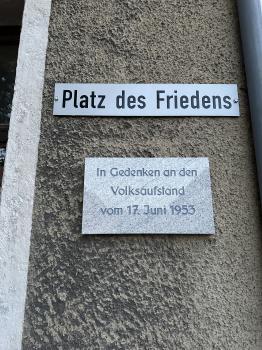 Platz des Friedens
In Gedenken an den
Volksaufstand
vom 17. Juni 1953